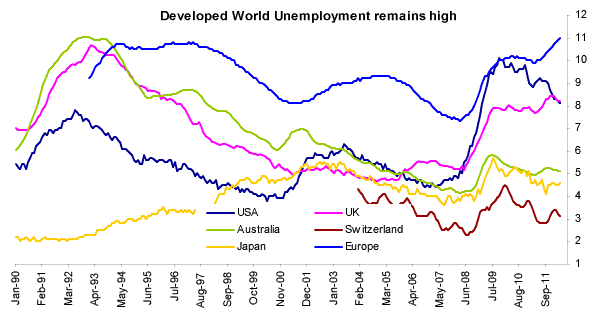 Developed World Unemployment remains high
12
11
10
9
8
7
6
5
4
3
2
1
USA
UK
Australia
Switzerland
Japan
Europe
Jan-90
Feb-91
Mar-92
Apr-93
May-94
Jun-95
Jul-96
Aug-97
Sep-98
Oct-99
Nov-00
Dec-01
Jan-03
Feb-04
Mar-05
Apr-06
May-07
Jun-08
Jul-09
Aug-10
Sep-11